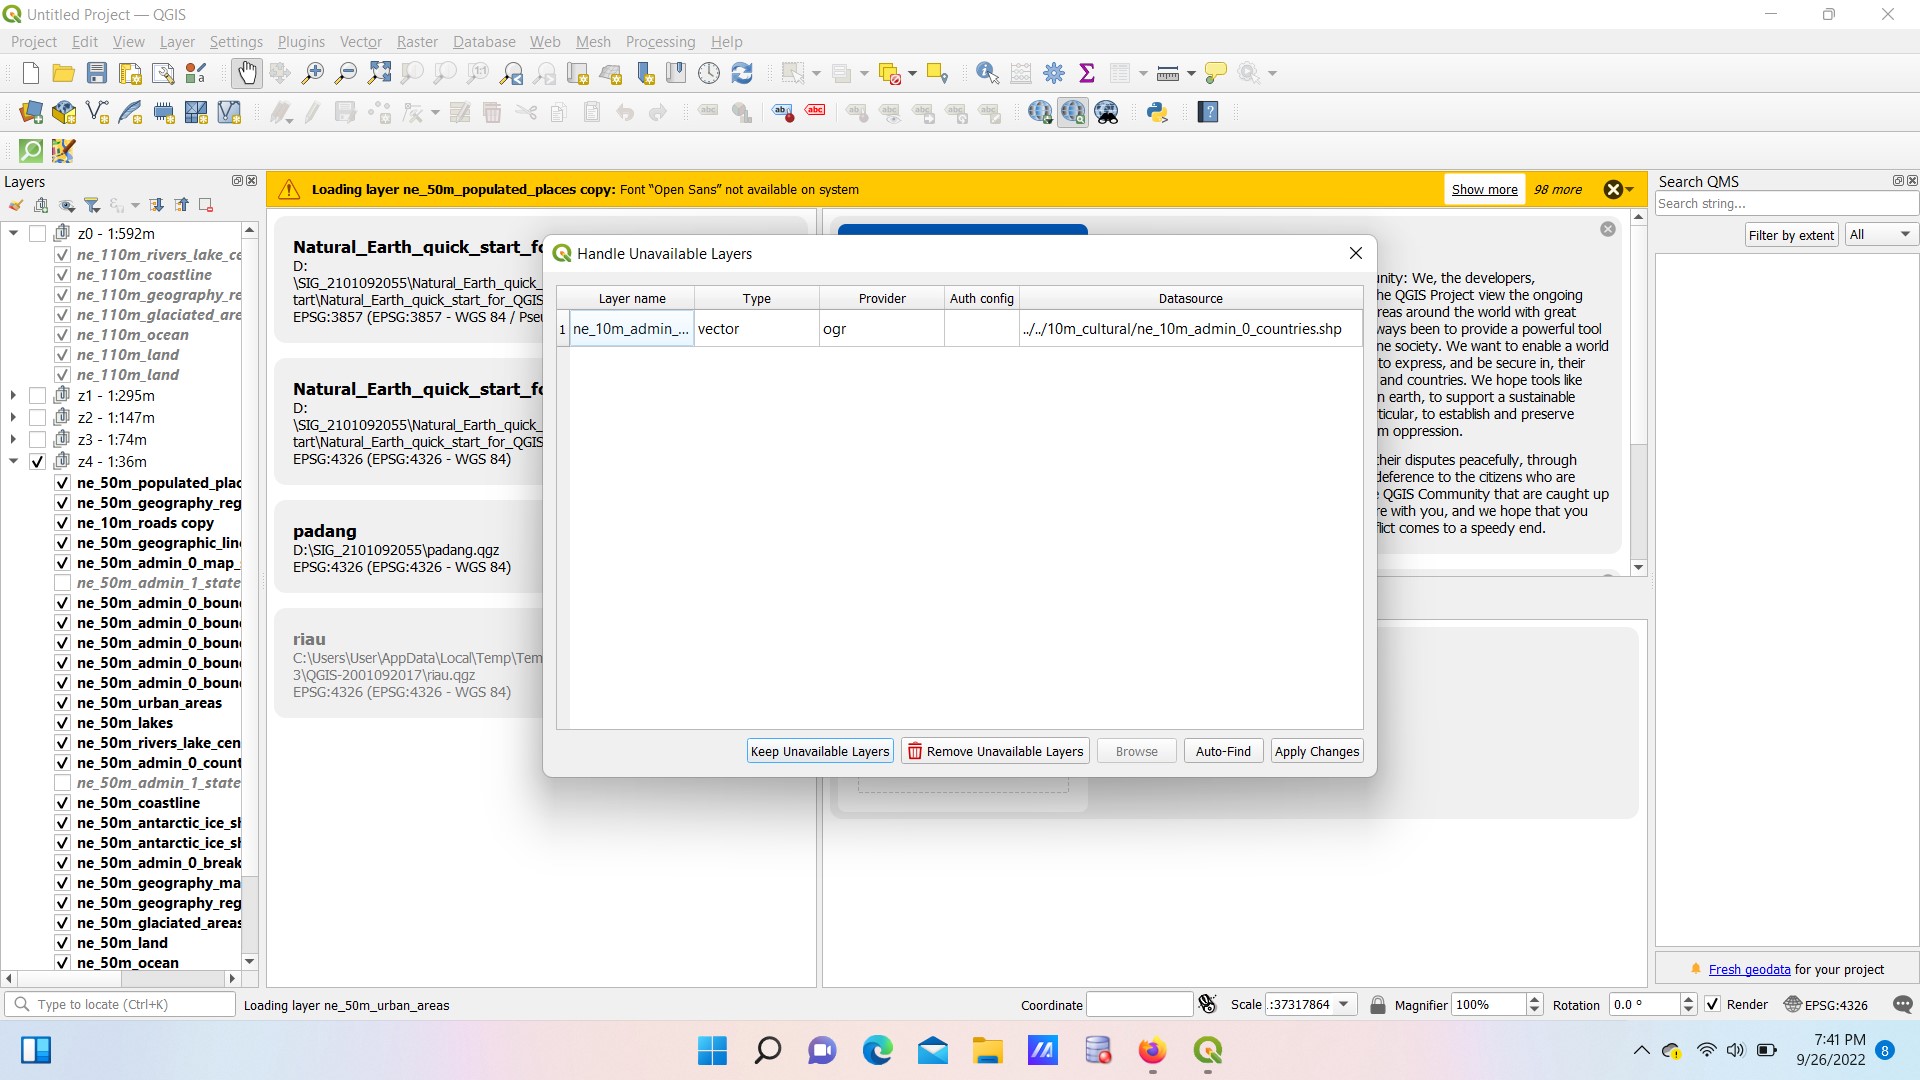 Untitled Project — QGIS
Project Edit View Layer Settings Plugins Vector Raster Database Web Mesh Processing Help
Layers
z0 - 1:592m
ne_110m_rivers_lake_ce
ne_110m_coastline
ne_110m_geography_re
ne_110m_glaciated_are
ne_110m_ocean
ne_110m_land
ne_110m_land
z1 - 1:295m
z2 - 1:147m
z3 - 1:74m
z4 - 1:36m
ne_50m_populated_plac
ne_50m_geography_reg
ne_10m_roads copy
ne_50m_geographic_line
ne_50m_admin_0_map_
ne_50m_admin_1_state
ne_50m_admin_0_boun
ne_50m_admin_0_boun
ne_50m_admin_0_boun
ne_50m_admin_0_boun
ne_50m_admin_0_boun
ne_50m_urban_areas
ne_50m_lakes
ne_50m_rivers_lake_cen
ne_50m_admin_0_count
ne_50m_admin_1_state
ne_50m_coastline
ne_50m_antarctic_ice_sh
ne_50m_antarctic_ice_sh
ne_50m_admin_0_break
ne_50m_geography_ma
ne_50m_geography_reg
ne_50m_glaciated_areas
ne_50m_land
ne_50m_ocean
Loading layer ne_50m_populated_places copy: Font “Open Sans” not available on system
Show more 98 more
Natural_Earth_quick_start_fo
D:
\SIG_2101092055\Natural_Earth_quick_
tart\Natural_Earth_quick_start_for_QGIS
EPSG:3857 (EPSG:3857 - WGS 84 / Pseu
Natural_Earth_quick_start_fo
D:
\SIG_2101092055\Natural_Earth_quick_
tart\Natural_Earth_quick_start_for_QGIS
EPSG:4326 (EPSG:4326 - WGS 84)
padang
D:\SIG_2101092055\padang.qgz
EPSG:4326 (EPSG:4326 - WGS 84)
riau
C:\Users\User\AppData\Local\Temp\Tem
3\QGIS-2001092017\riau.qgz
EPSG:4326 (EPSG:4326 - WGS 84)
Handle Unavailable Layers
Layer name Type Provider Auth config Datasource
1 ne_10m_admin_... vector ogr ../../10m_cultural/ne_10m_admin_0_countries.shp
Keep Unavailable Layers Remove Unavailable Layers Browse Auto-Find Apply Changes
unity: We, the developers,
he QGIS Project view the ongoing
reas around the world with great
ways been to provide a powerful tool
ne society. We want to enable a world
to express, and be secure in, their
and countries. We hope tools like
n earth, to support a sustainable
ticular, to establish and preserve
m oppression.
their disputes peacefully, through
deference to the citizens who are
QGIS Community that are caught up
re with you, and we hope that you
flict comes to a speedy end.
Search QMS
Search string...
Filter by extent All
Fresh geodata for your project
Type to locate (Ctrl+K) Loading layer ne_50m_urban_areas Coordinate Scale :37317864 Magnifier 100% Rotation 0.0 ° Render EPSG:4326
7:41 PM
9/26/2022 8